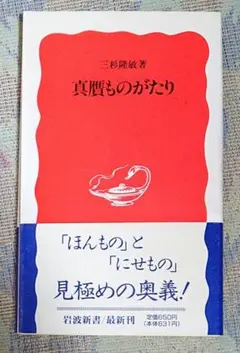 三杉隆敏著
真贋ものがたり
「ほんもの」と
「にせもの」
見極めの奥義!
岩波新書/最新刊
定価650円
(本体631円)